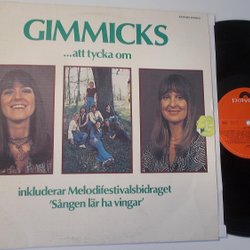 GIMMICKS
...att tycka om
inkluderar Melodifestivalsbidraget
'Sången lär ha vingar'